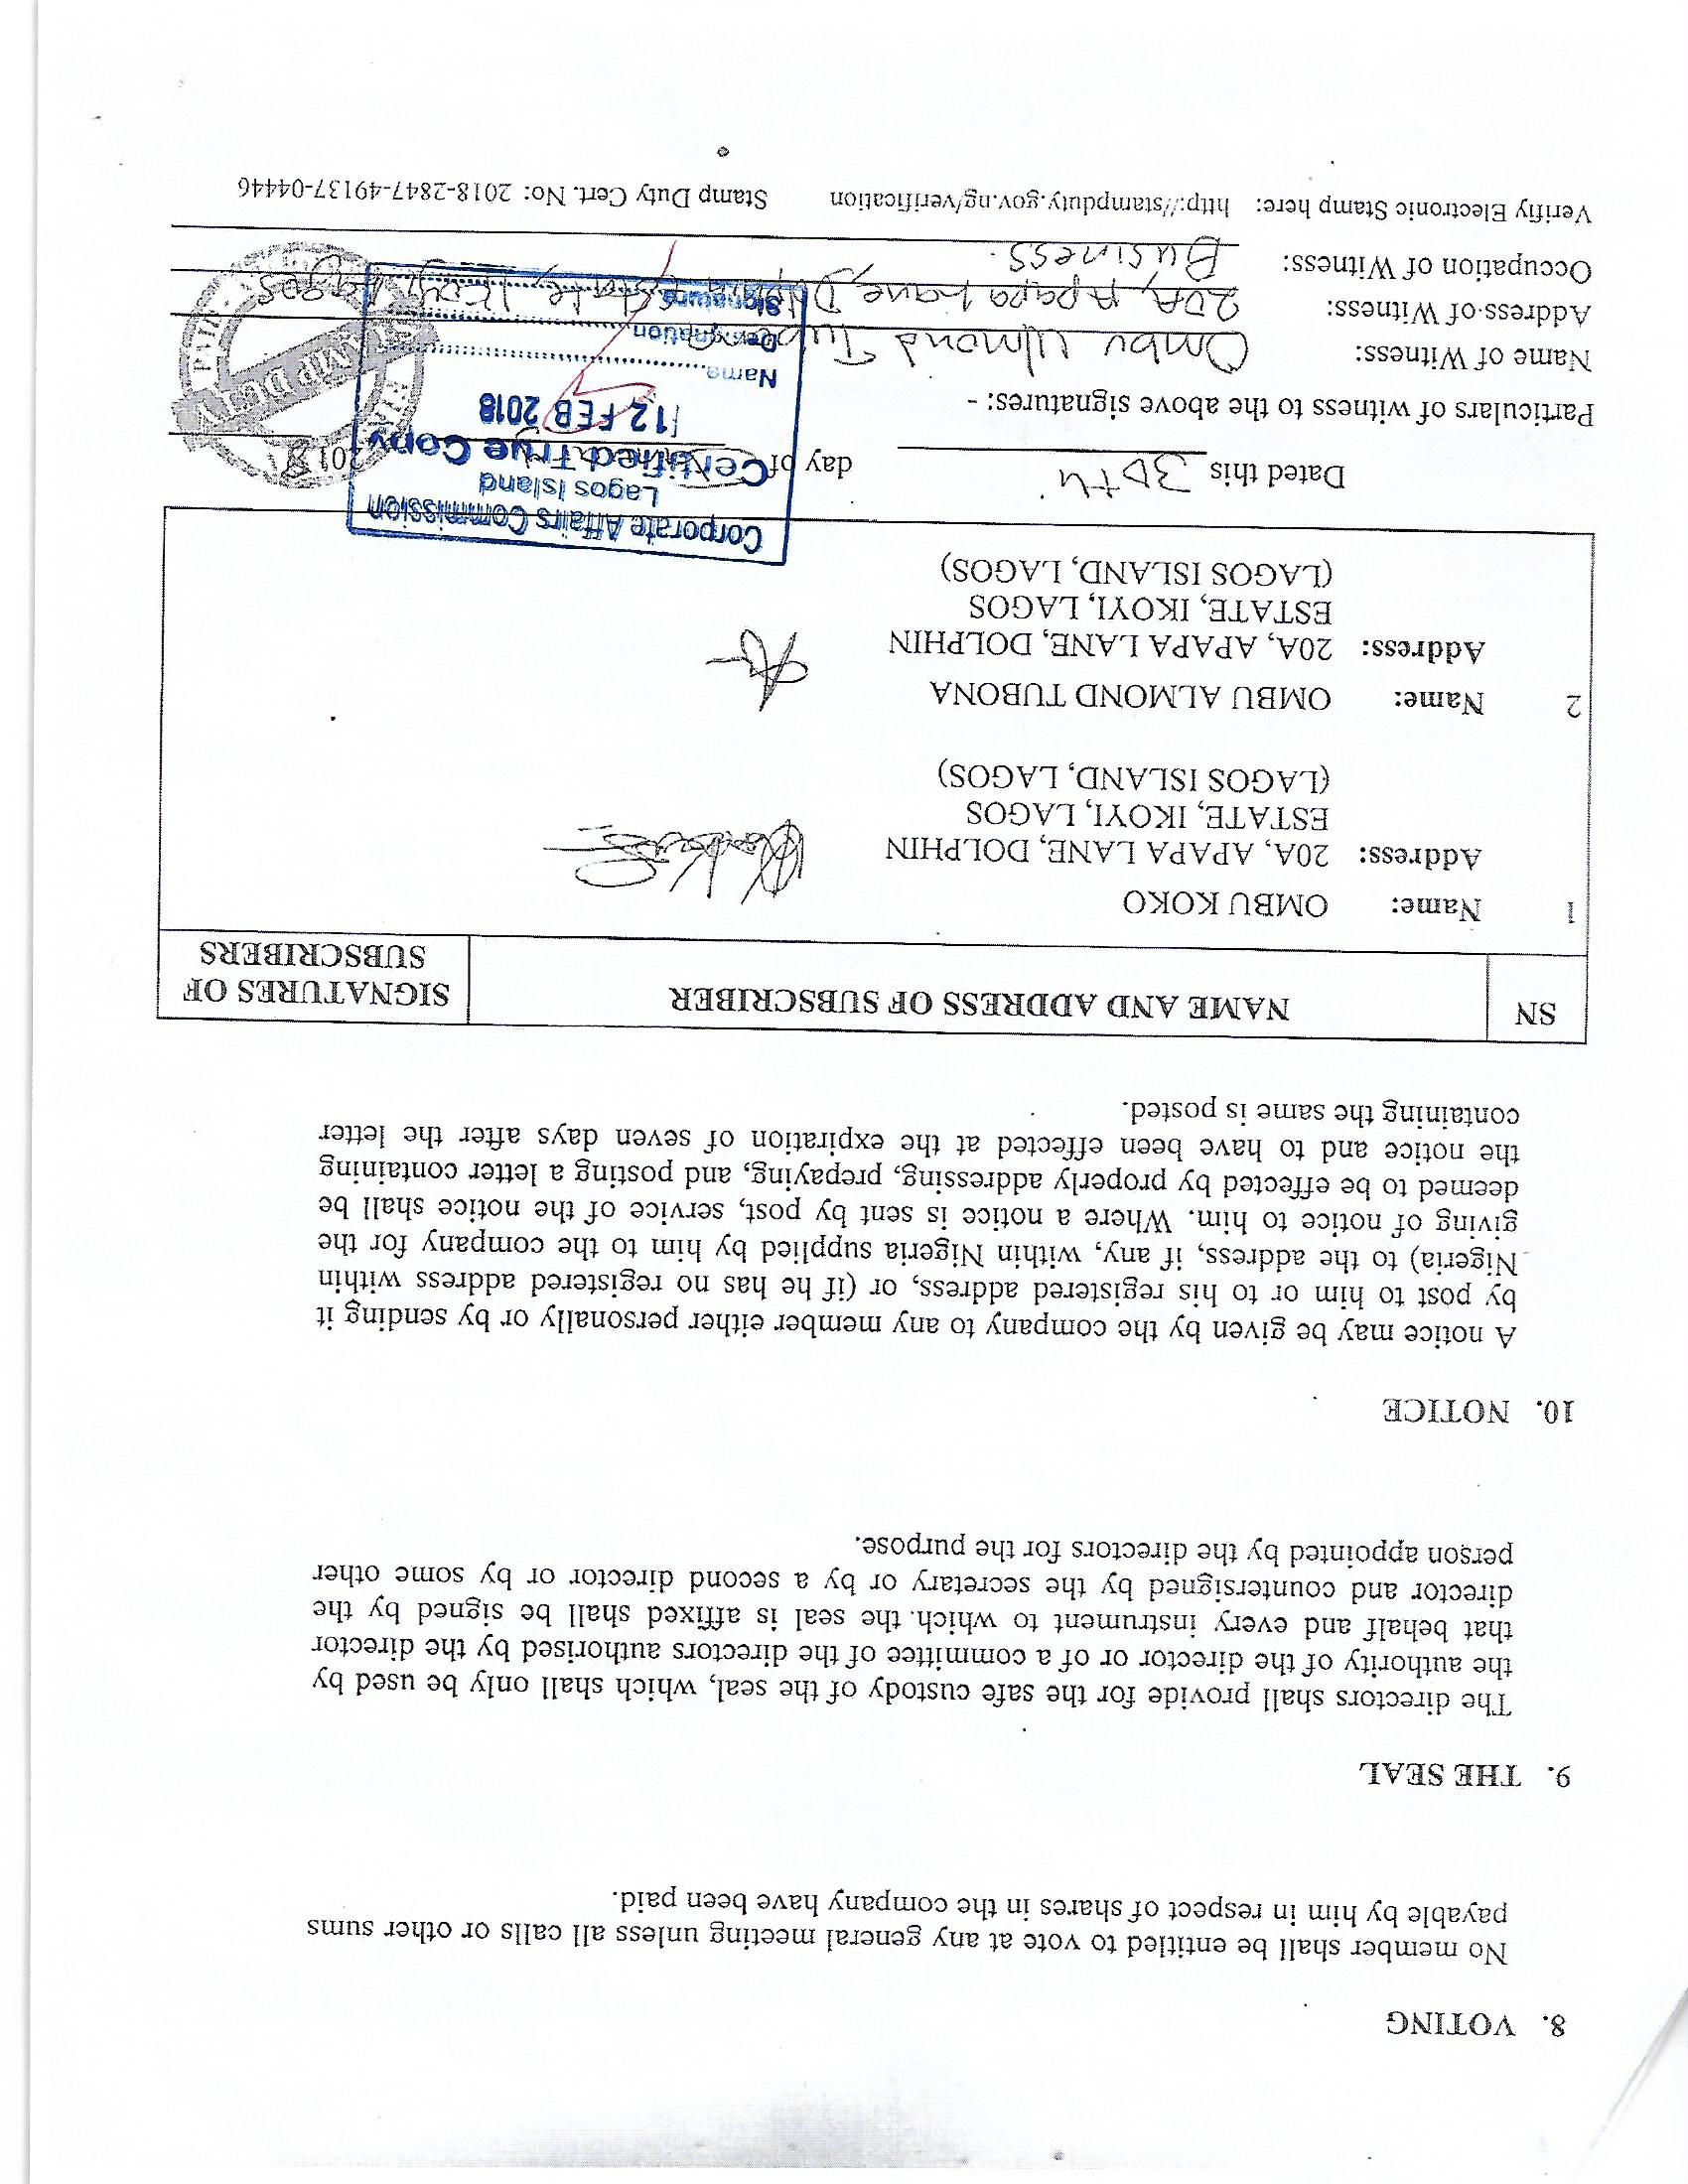 8. VOTING
No member shall be entitled to vote at any general meeting unless all calls or other sums
payable by him in respect of shares in the company have been paid.
9. THE SEAL
The directors shall provide for the safe custody of the seal, which shall only be used by
the authority of the director or of a committee of the directors authorised by the director
that behalf and every instrument to which the seal is affixed shall be signed by the
director and countersigned by the secretary or by a second director or by some other
person appointed by the directors for the purpose.
10. NOTICE
A notice may be given by the company to any member either personally or by sending it
by post to him or to his registered address, or (if he has no registered address within
Nigeria) to the address, if any, within Nigeria supplied by him to the company for the
giving of notice to him. Where a notice is sent by post, service of the notice shall be
deemed to be effected by properly addressing, prepaying, and posting a letter containing
the notice and to have been effected at the expiration of seven days after the letter
containing the same is posted.
SN NAME AND ADDRESS OF SUBSCRIBER SIGNATURES OF
SUBSCRIBERS
1 Name: OMBU KOKO
Address: 20A, APAPA LANE, DOLPHIN
ESTATE, IKOYI, LAGOS
(LAGOS ISLAND, LAGOS)
2 Name: OMBU ALMOND TUBONA
Address: 20A, APAPA LANE, DOLPHIN
ESTATE, IKOYI, LAGOS
(LAGOS ISLAND, LAGOS)
Corporate Affairs Commission
Lagos Island
Certified True Copy
12 FEB 2018
Name
Designation
Signature
Dated this 30th day of 2018
Particulars of witness to the above signatures: -
Name of Witness: Ombu Almond
Address of Witness: 20A, Apapa Lane, Estate, Ikoyi, Lagos
Occupation of Witness: Business.
STAMP DUTY
Verifiy Electronic Stamp here: http://stampduty.gov.ng/verification Stamp Duty Cert. No: 2018-2847-49137-04446